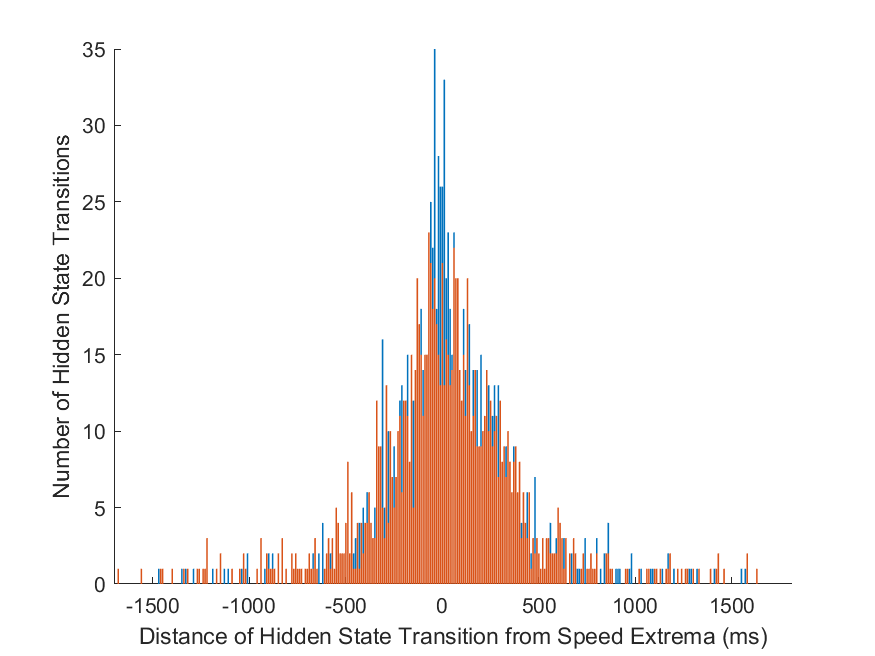 35
30
25
20
15
10
5
0
Number of Hidden State Transitions
-1500 -1000 -500 0 500 1000 1500
Distance of Hidden State Transition from Speed Extrema (ms)